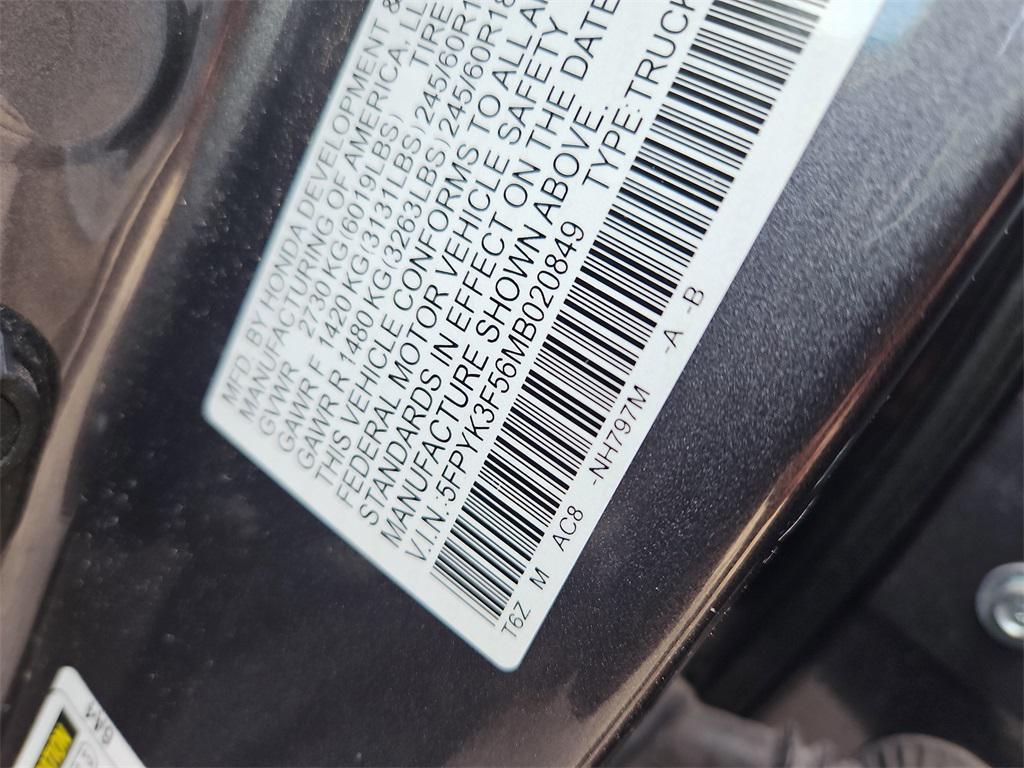 MFD. BY HONDA DEVELOPMENT &
MANUFACTURING OF AMERICA, LL
GVWR 2730 KG(6019LBS) TIRE
GAWR F 1420 KG(3131LBS) 245/60R1
GAWR R 1480 KG(3263LBS) 245/60R18
THIS VEHICLE CONFORMS TO ALL
FEDERAL MOTOR VEHICLE SAFETY
STANDARDS IN EFFECT ON THE DATE
MANUFACTURE SHOWN ABOVE.
V.I.N.:5FPYK3F56MB020849 TYPE:TRUCK
T6Z M AC8 -NH797M -A -B
6AM